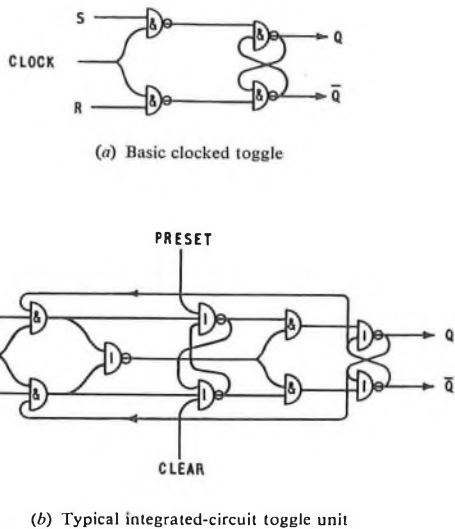 S
&
&
Q
CLOCK
R
&
&
Q̅
(a) Basic clocked toggle
PRESET
&
1
&
1
Q
1
&
1
&
1
Q̅
CLEAR
(b) Typical integrated-circuit toggle unit